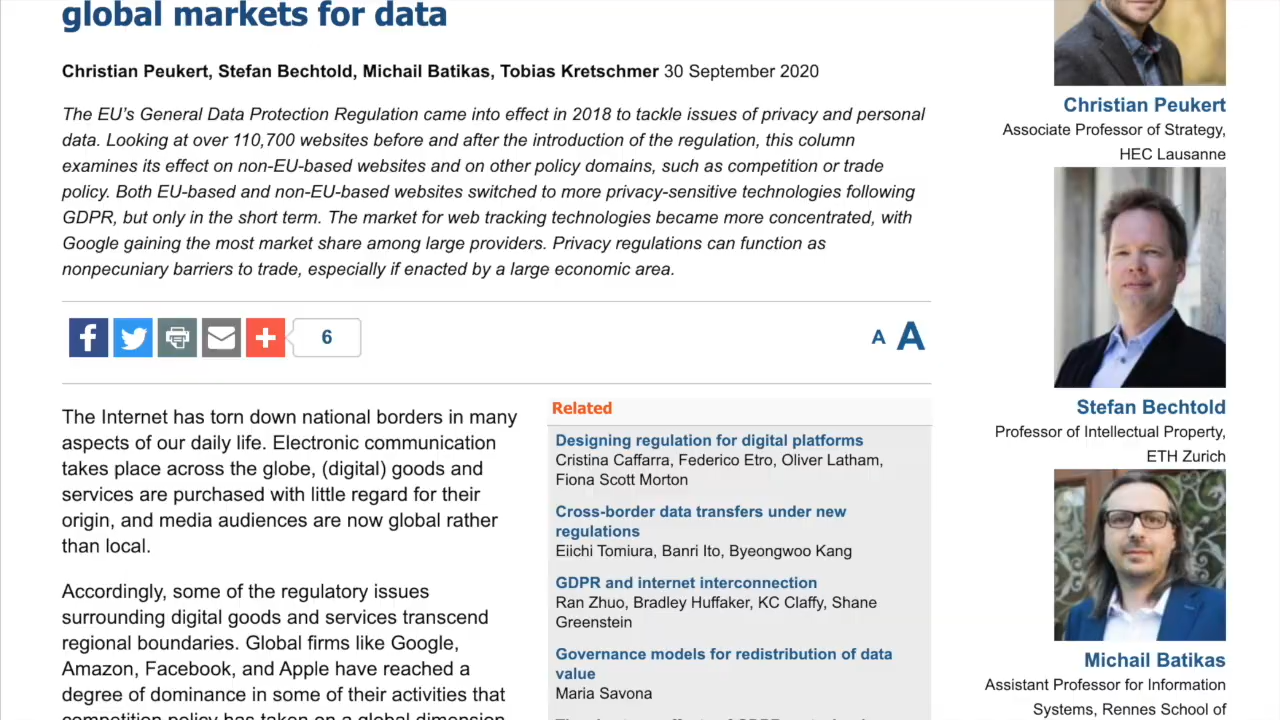 global markets for data
Christian Peukert, Stefan Bechtold, Michail Batikas, Tobias Kretschmer 30 September 2020
The EU's General Data Protection Regulation came into effect in 2018 to tackle issues of privacy and personal
data. Looking at over 110,700 websites before and after the introduction of the regulation, this column
examines its effect on non-EU-based websites and on other policy domains, such as competition or trade
policy. Both EU-based and non-EU-based websites switched to more privacy-sensitive technologies following
GDPR, but only in the short term. The market for web tracking technologies became more concentrated, with
Google gaining the most market share among large providers. Privacy regulations can function as
nonpecuniary barriers to trade, especially if enacted by a large economic area.
6
A A
The Internet has torn down national borders in many
aspects of our daily life. Electronic communication
takes place across the globe, (digital) goods and
services are purchased with little regard for their
origin, and media audiences are now global rather
than local.
Accordingly, some of the regulatory issues
surrounding digital goods and services transcend
regional boundaries. Global firms like Google,
Amazon, Facebook, and Apple have reached a
degree of dominance in some of their activities that
competition policy has taken on a global dimension
Related
Designing regulation for digital platforms
Cristina Caffarra, Federico Etro, Oliver Latham,
Fiona Scott Morton
Cross-border data transfers under new
regulations
Eiichi Tomiura, Banri Ito, Byeongwoo Kang
GDPR and internet interconnection
Ran Zhuo, Bradley Huffaker, KC Claffy, Shane
Greenstein
Governance models for redistribution of data
value
Maria Savona
Christian Peukert
Associate Professor of Strategy,
HEC Lausanne
Stefan Bechtold
Professor of Intellectual Property,
ETH Zurich
Michail Batikas
Assistant Professor for Information
Systems, Rennes School of